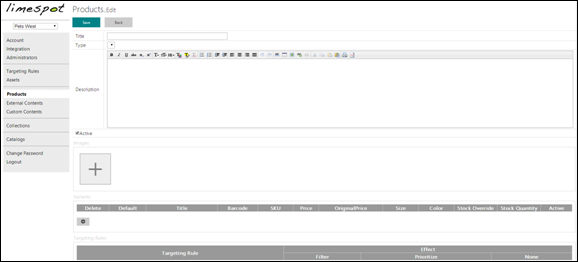 limespot
Products: Edit
Pets West
Save
Back
Account
Integration
Administrators
Targeting Rules
Assets
Products
External Contents
Custom Contents
Collections
Catalogs
Change Password
Logout
Title
Type
Description
Active
Images
Variants
Delete Default Title Barcode SKU Price OriginalPrice Size Color Stock Override Stock Quantity Active
Targeting Rules
Targeting Rule Effect
Filter Prioritize None